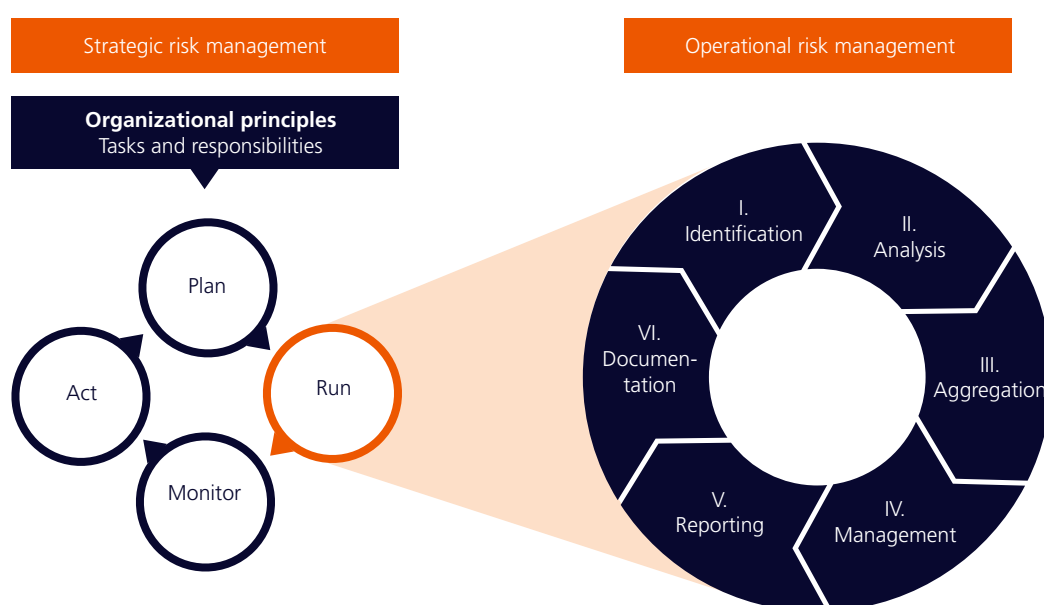 Strategic risk management
Operational risk management
Organizational principles
Tasks and responsibilities
Plan
Run
Monitor
Act
I.
Identification
II.
Analysis
III.
Aggregation
IV.
Management
V.
Reporting
VI.
Documen-
tation